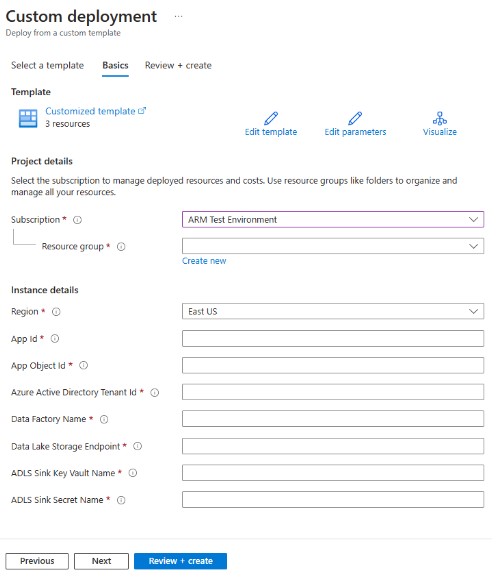 Custom deployment ...
Deploy from a custom template
Select a template Basics Review + create
Template
Customized template
3 resources
Edit template Edit parameters Visualize
Project details
Select the subscription to manage deployed resources and costs. Use resource groups like folders to organize and
manage all your resources.
Subscription * ARM Test Environment
Resource group *
Create new
Instance details
Region * East US
App Id *
App Object Id *
Azure Active Directory Tenant Id *
Data Factory Name *
Data Lake Storage Endpoint *
ADLS Sink Key Vault Name *
ADLS Sink Secret Name *
Previous Next Review + create